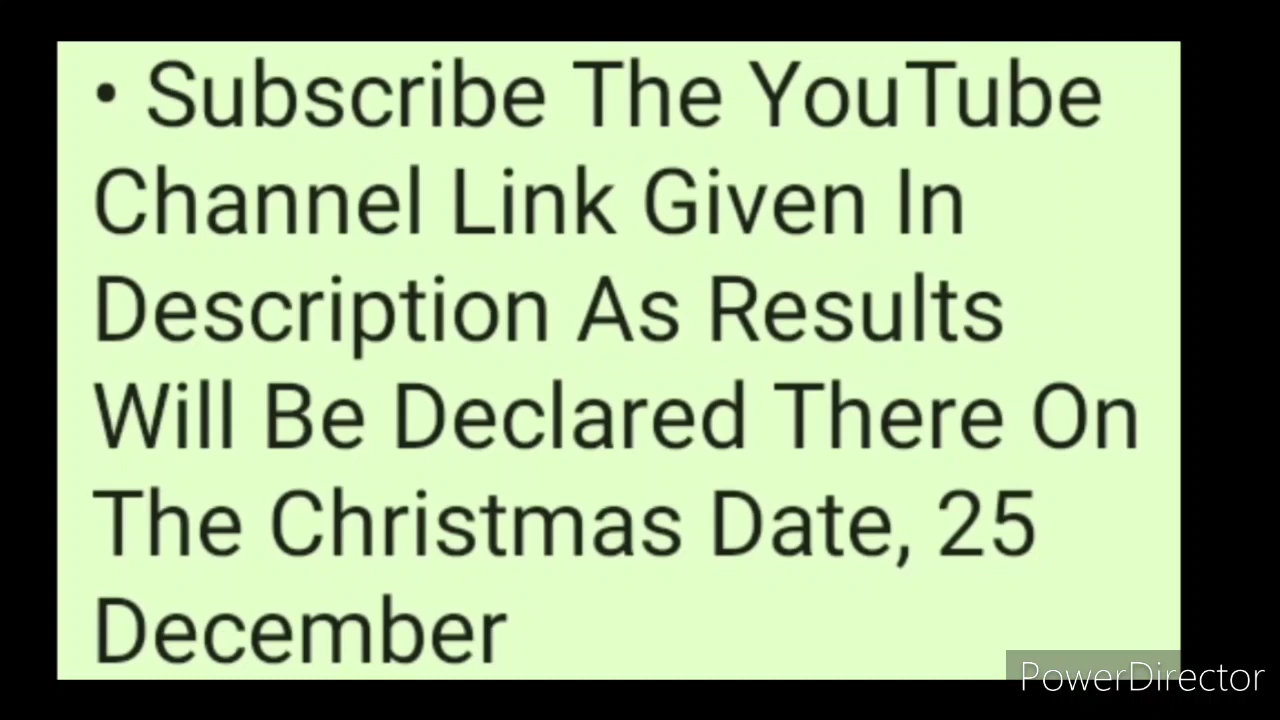 • Subscribe The YouTube
Channel Link Given In
Description As Results
Will Be Declared There On
The Christmas Date, 25
December
PowerDirector